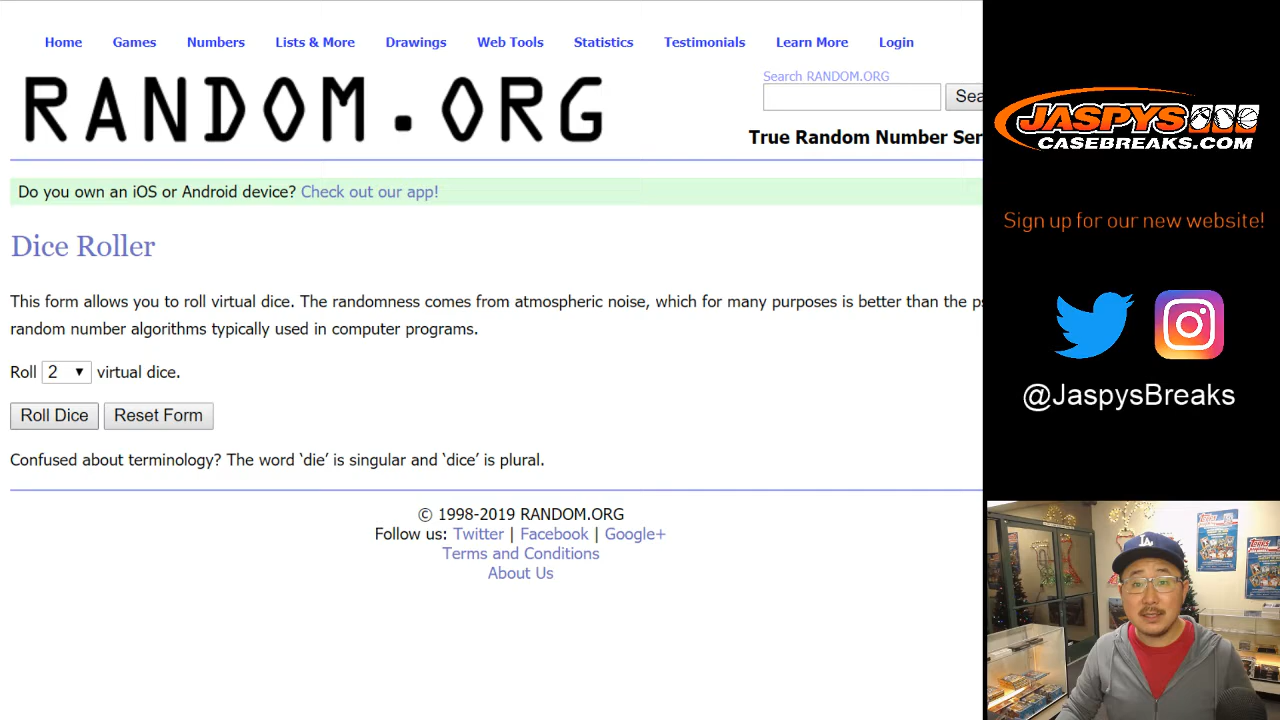 Home Games Numbers Lists & More Drawings Web Tools Statistics Testimonials Learn More Login
RANDOM.ORG
Search RANDOM.ORG
Sea
True Random Number Ser
Do you own an iOS or Android device? Check out our app!
Dice Roller
This form allows you to roll virtual dice. The randomness comes from atmospheric noise, which for many purposes is better than the ps
random number algorithms typically used in computer programs.
Roll 2 virtual dice.
Roll Dice Reset Form
Confused about terminology? The word ‘die’ is singular and ‘dice’ is plural.
© 1998-2019 RANDOM.ORG
Follow us: Twitter | Facebook | Google+
Terms and Conditions
About Us
JASPYS
CASEBREAKS.COM
Sign up for our new website!
@JaspysBreaks
LA